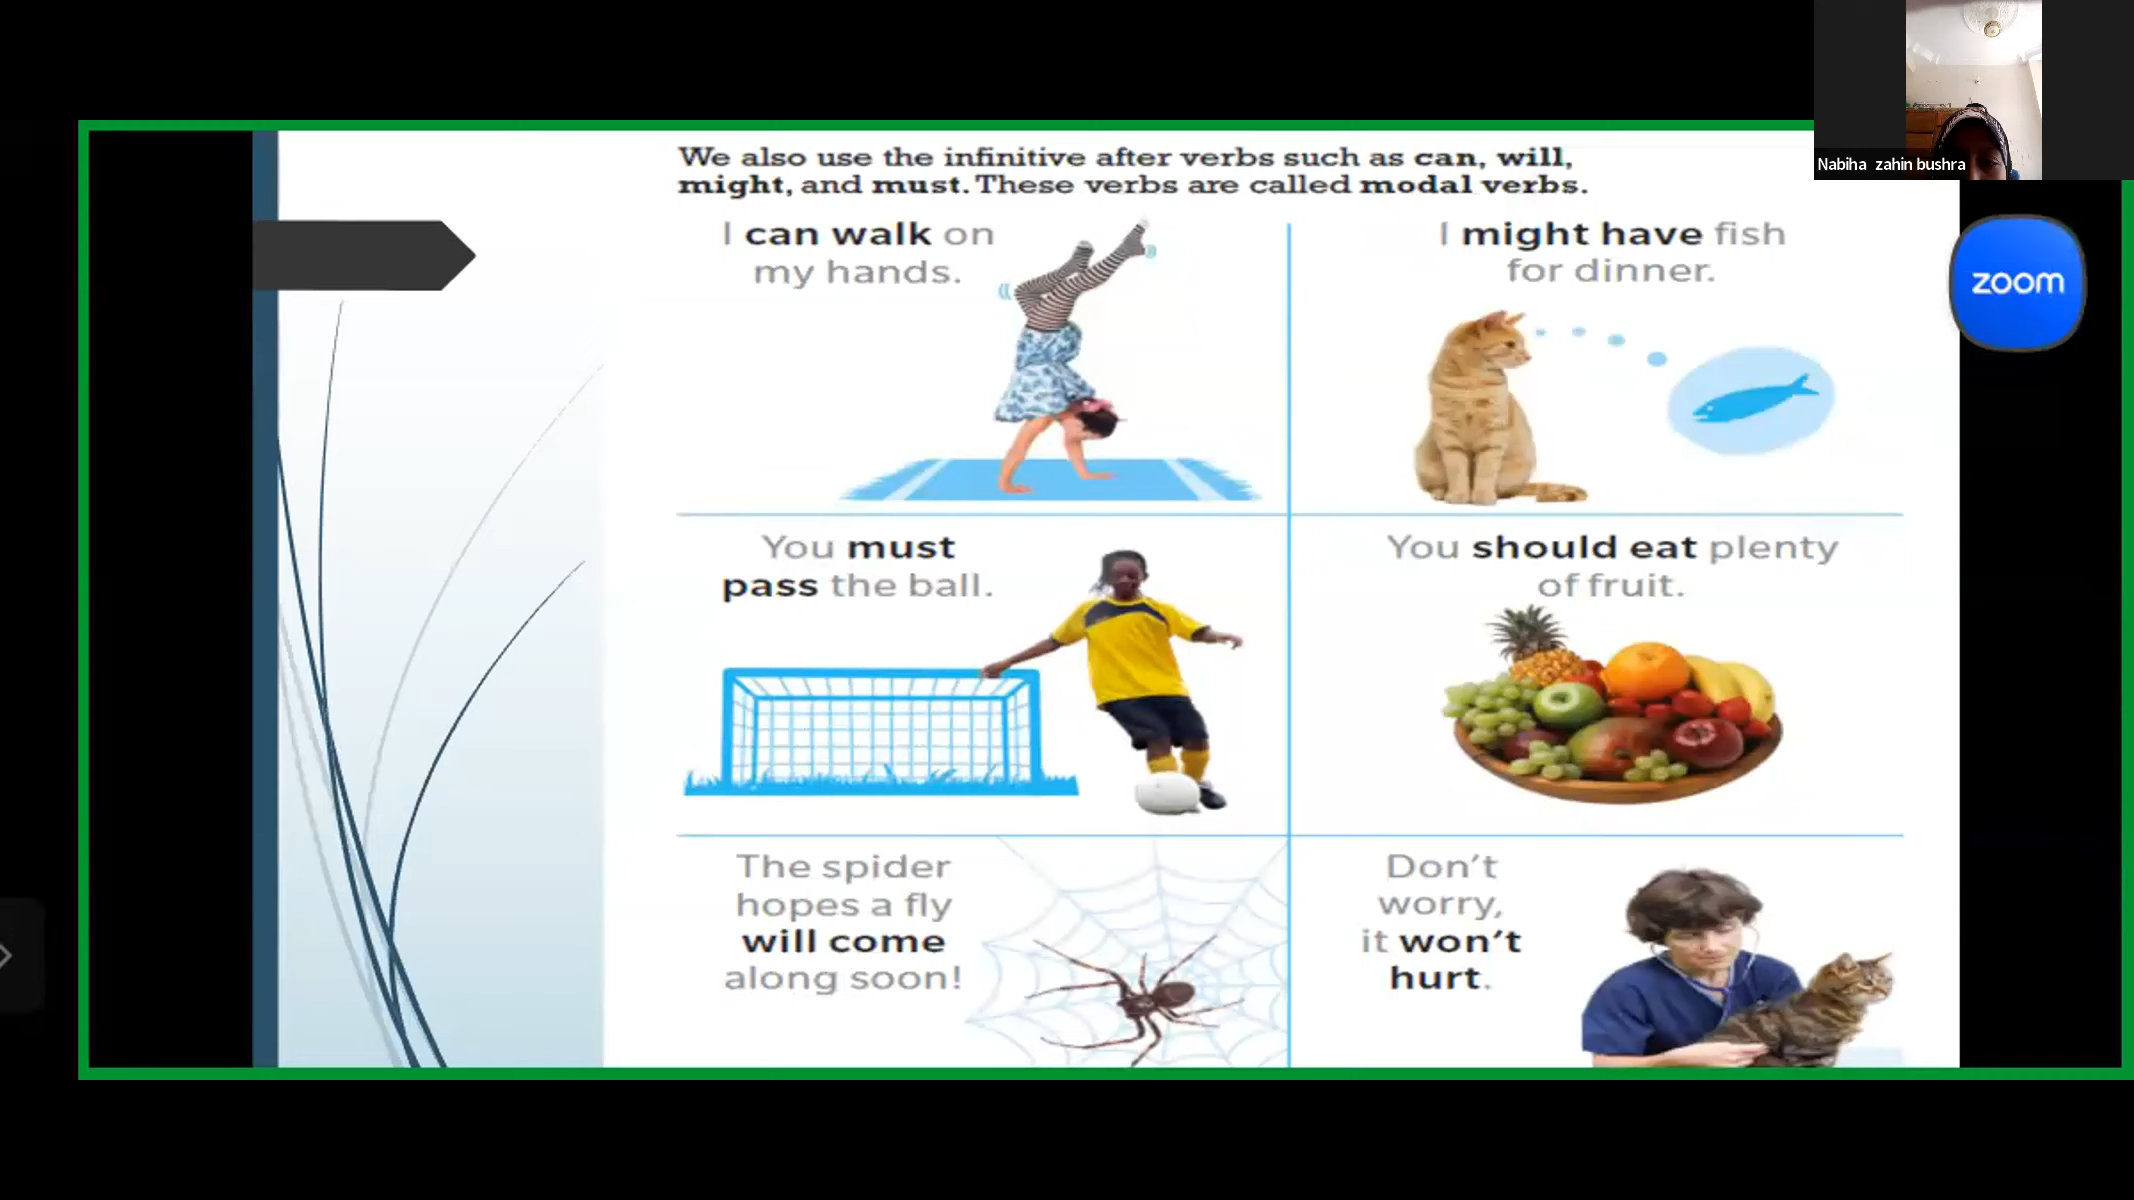 We also use the infinitive after verbs such as can, will,
might, and must. These verbs are called modal verbs.
I can walk on
my hands.
I might have fish
for dinner.
You must
pass the ball.
You should eat plenty
of fruit.
The spider
hopes a fly
will come
along soon!
Don't
worry,
it won't
hurt.
Nabiha zahin bushra
zoom